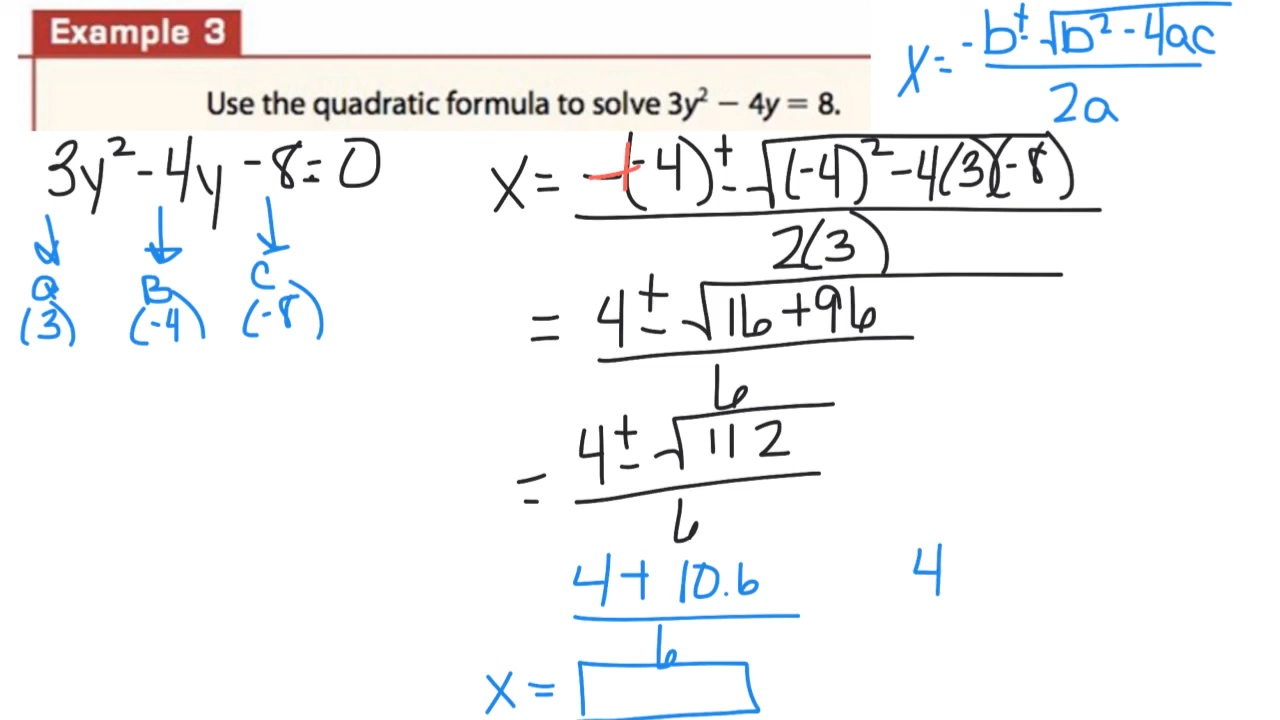 Example 3
Use the quadratic formula to solve 3y² − 4y = 8.
x = -b ± √b² - 4ac
2a
3y² - 4y - 8 = 0
a B C
(3) (-4) (-8)
x = -(-4) ± √(-4)² - 4(3)(-8)
2(3)
= 4 ± √16 + 96
6
= 4 ± √112
6
4 + 10.6
6
x =
4